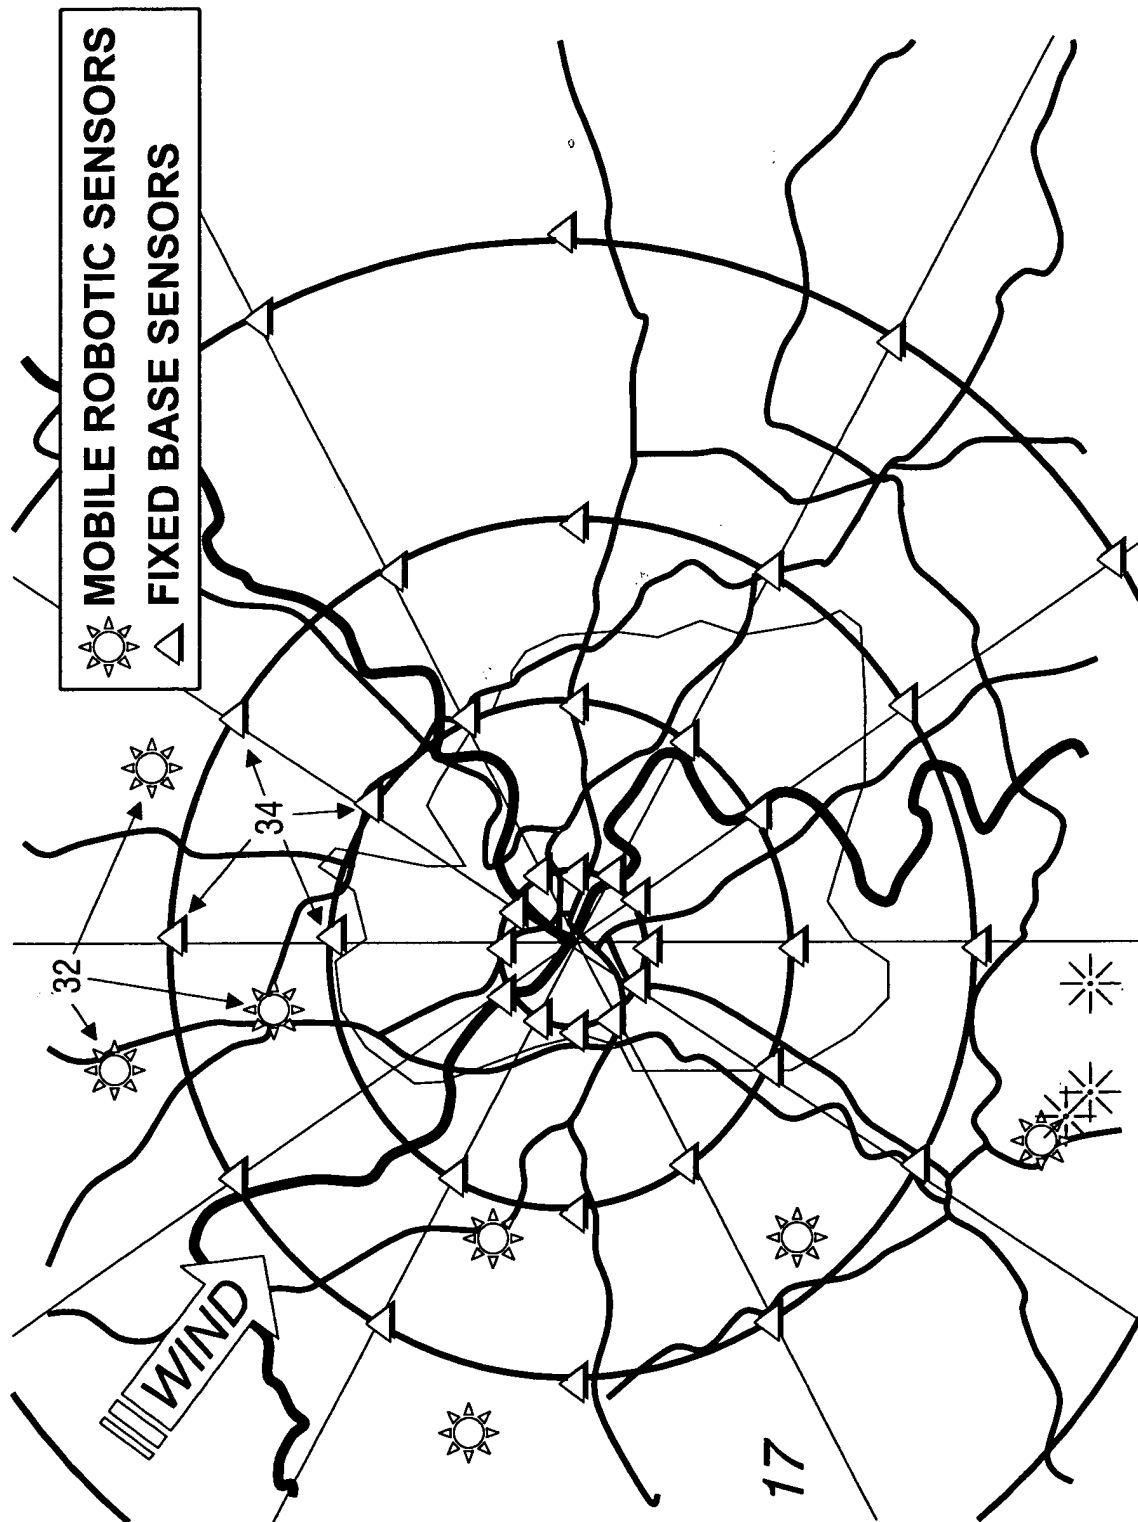 MOBILE ROBOTIC SENSORS
FIXED BASE SENSORS
32
34
WIND
17